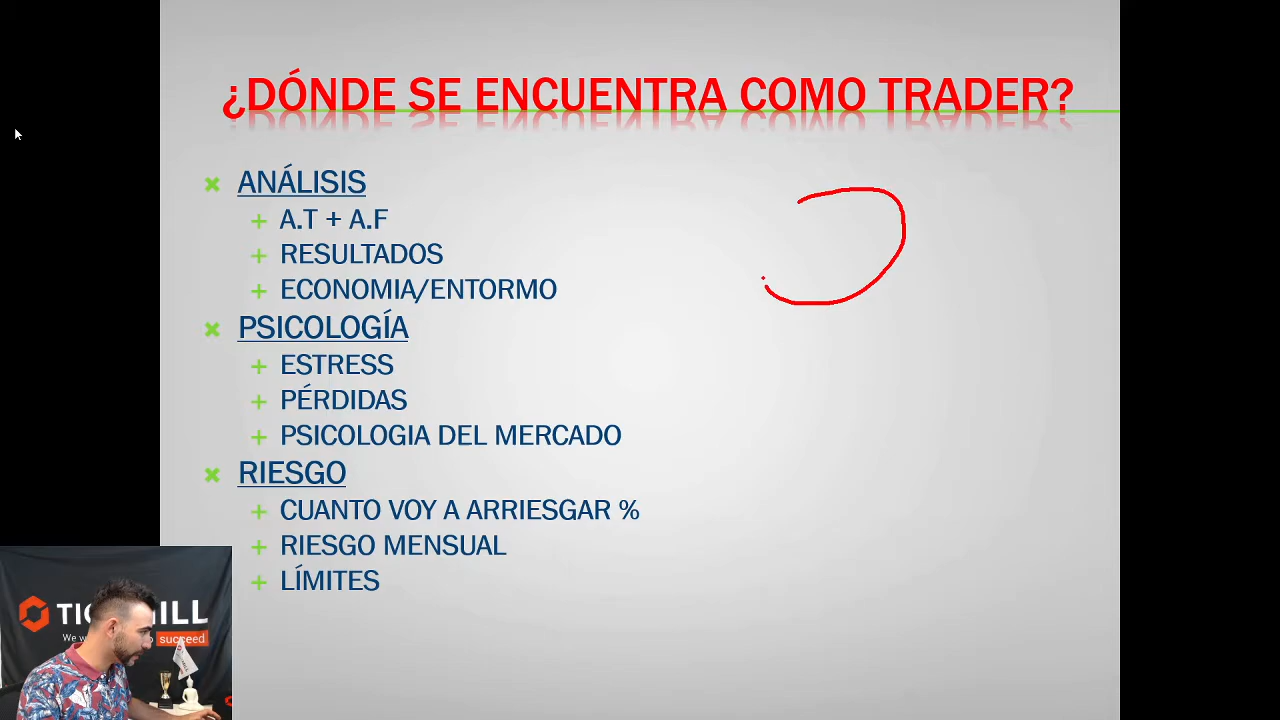 ¿DÓNDE SE ENCUENTRA COMO TRADER?
ANÁLISIS
A.T + A.F
RESULTADOS
ECONOMIA/ENTORMO
PSICOLOGÍA
ESTRESS
PÉRDIDAS
PSICOLOGIA DEL MERCADO
RIESGO
CUANTO VOY A ARRIESGAR %
RIESGO MENSUAL
LÍMITES
succeed